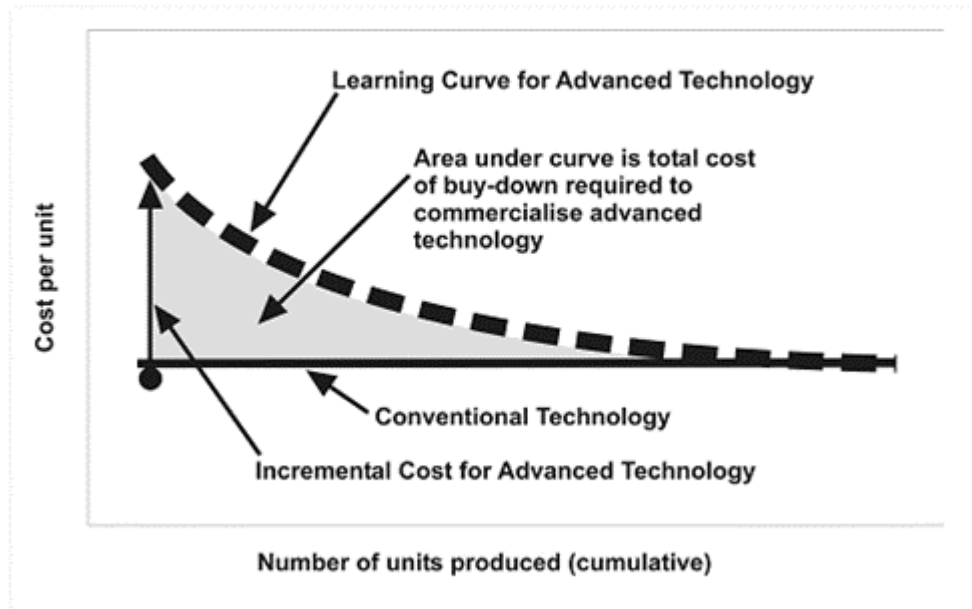 Learning Curve for Advanced Technology
Area under curve is total cost
of buy-down required to
commercialise advanced
technology
Cost per unit
Conventional Technology
Incremental Cost for Advanced Technology
Number of units produced (cumulative)